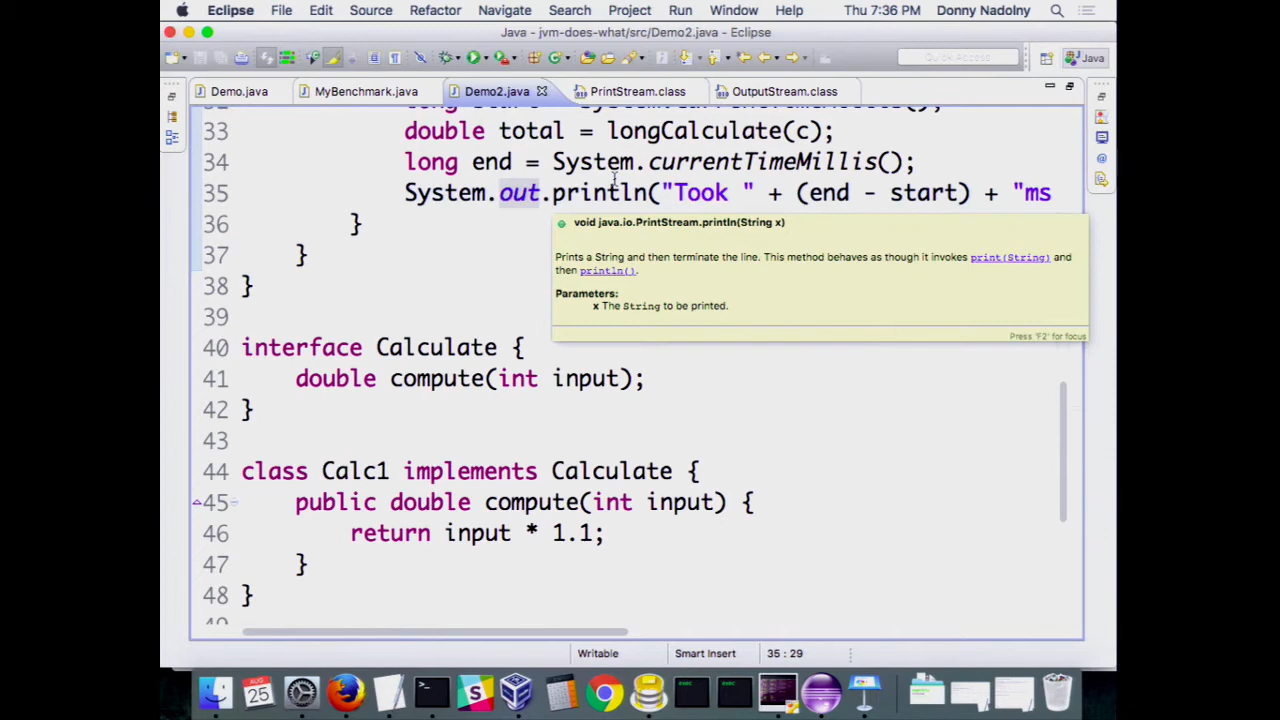 Eclipse File Edit Source Refactor Navigate Search Project Run Window Help Thu 7:36 PM Donny Nadolny
Java - jvm-does-what/src/Demo2.java - Eclipse
Quick Access Java
Demo.java MyBenchmark.java Demo2.java PrintStream.class OutputStream.class
33 double total = longCalculate(c);
34 long end = System.currentTimeMillis();
35 System.out.println("Took " + (end - start) + "ms
36 }
void java.io.PrintStream.println(String x)
37 }
Prints a String and then terminate the line. This method behaves as though it invokes print(String) and
then println().
38 }
Parameters:
x The String to be printed.
39
Press 'F2' for focus
40 interface Calculate {
41 double compute(int input);
42 }
43
44 class Calc1 implements Calculate {
45 public double compute(int input) {
46 return input * 1.1;
47 }
48 }
Writable Smart Insert 35 : 29
AUG
25
exec exec